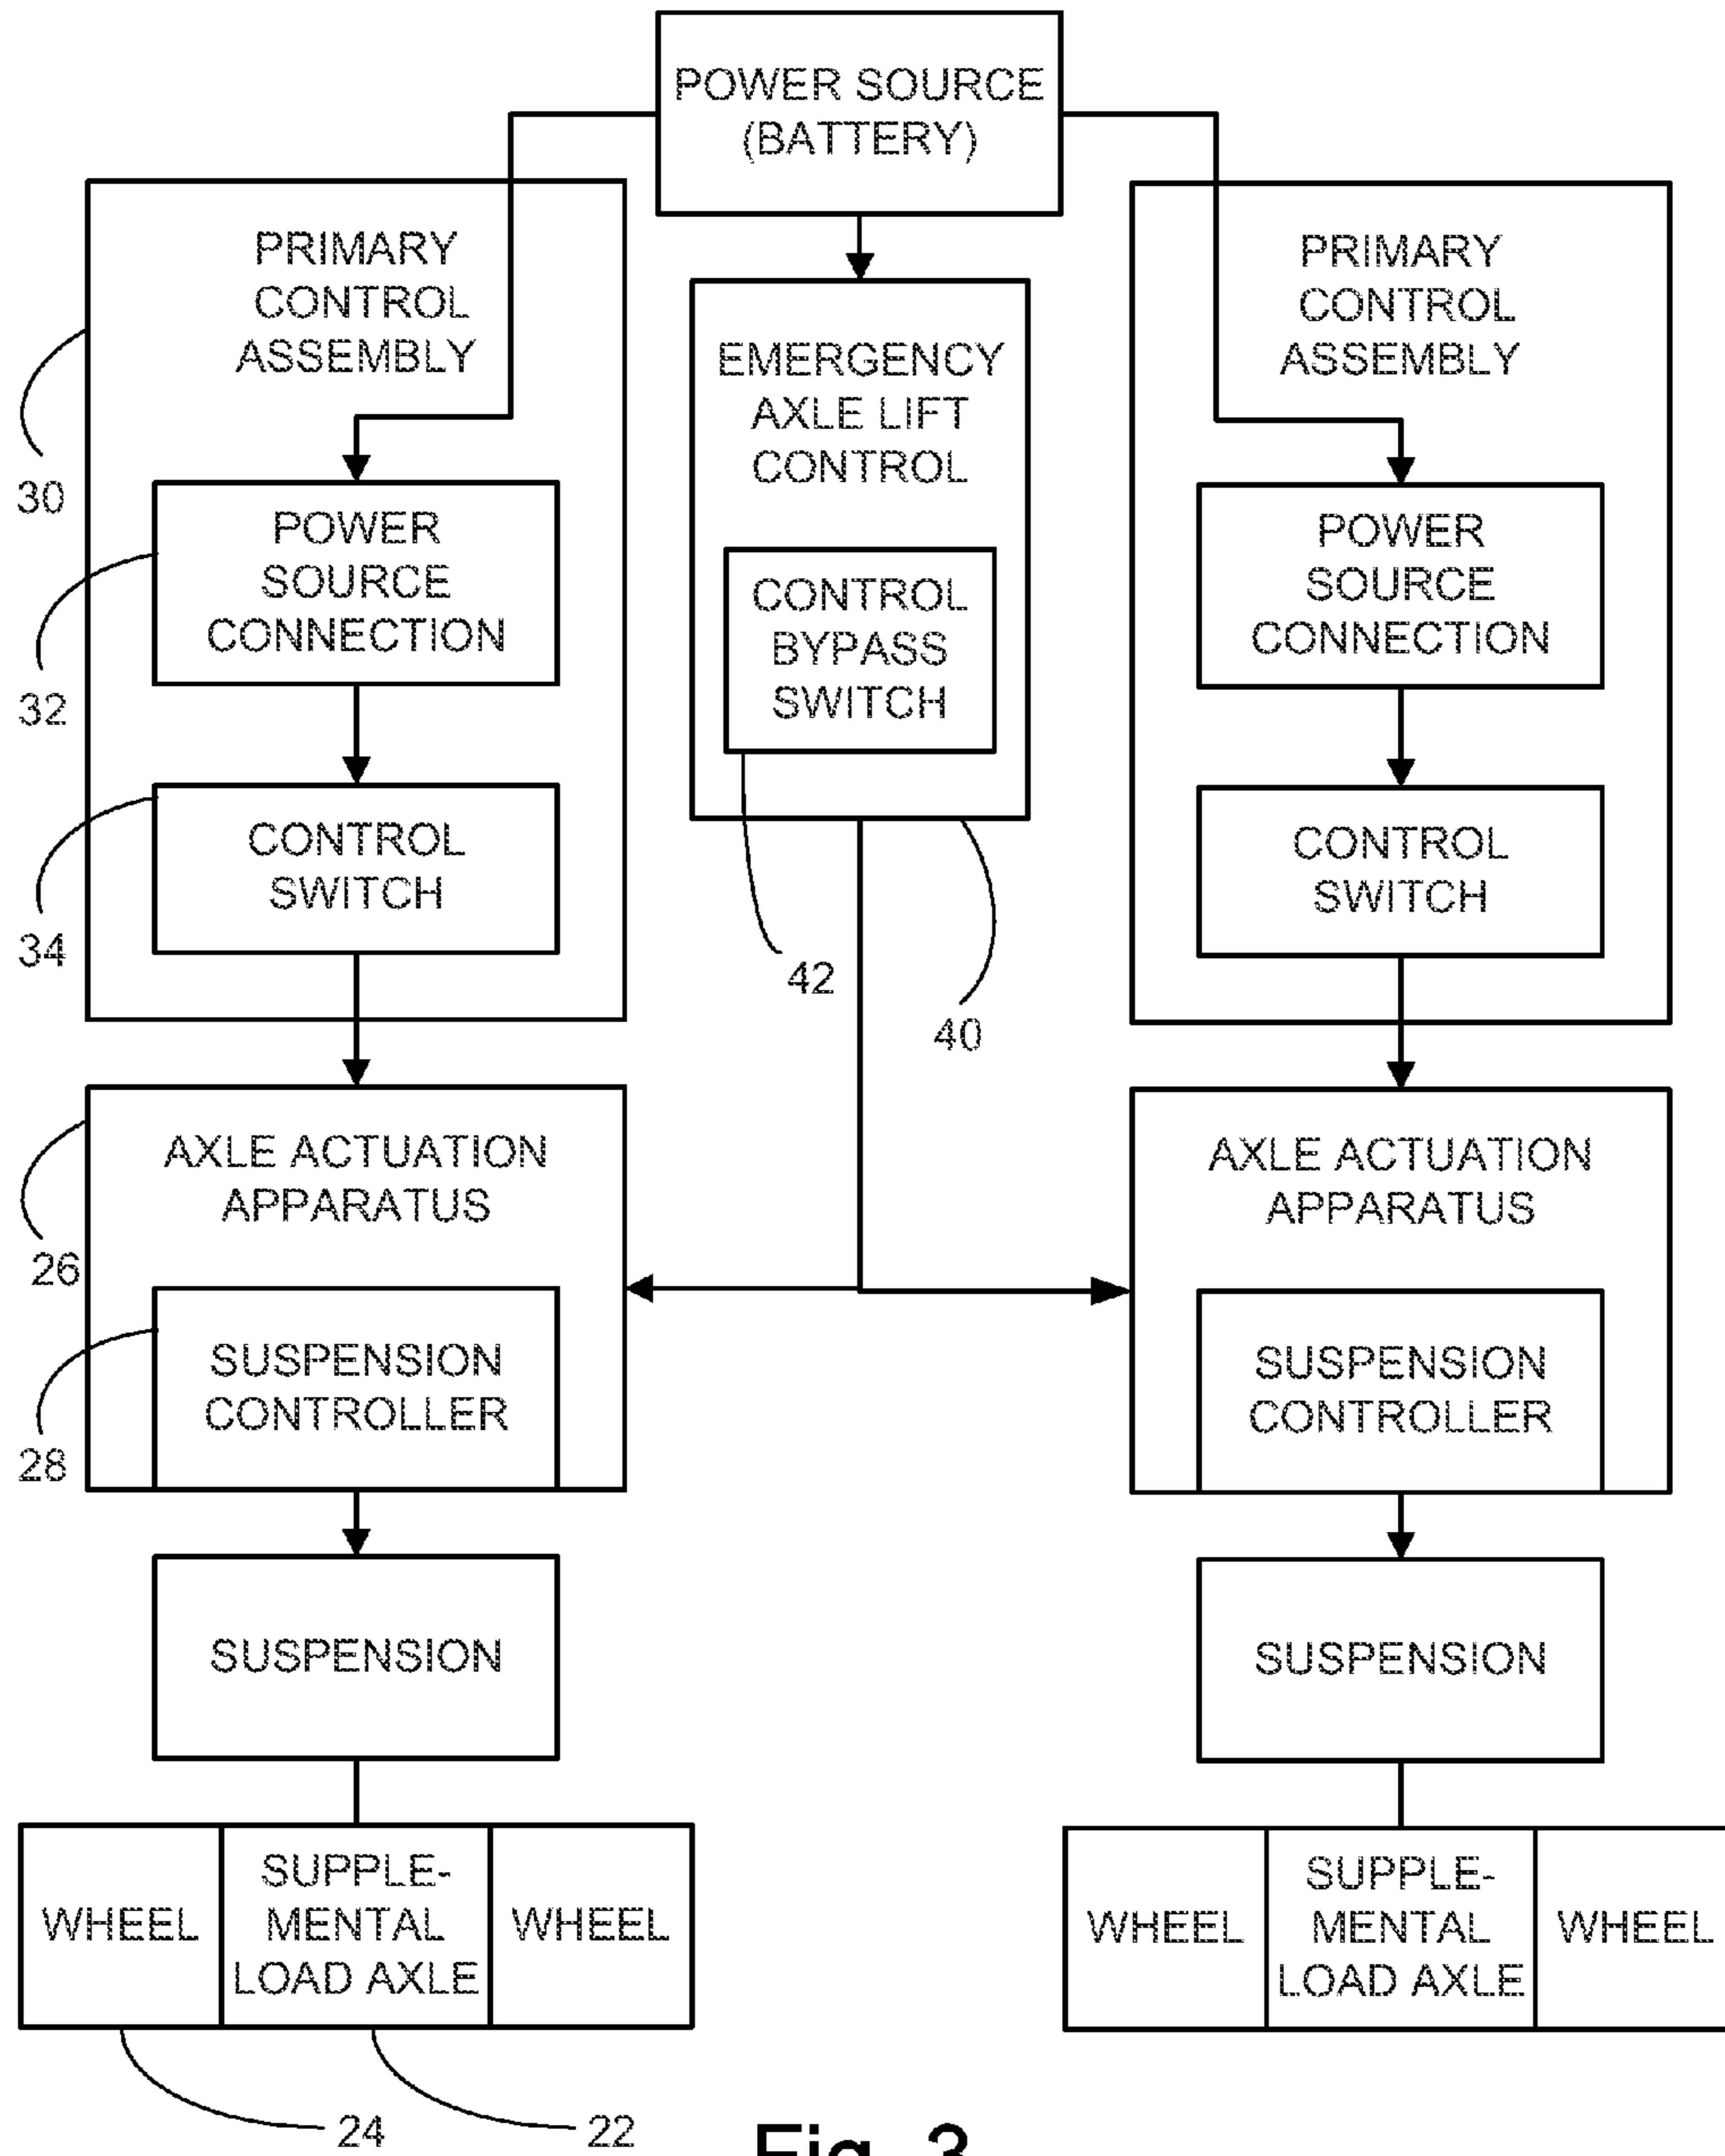 POWER SOURCE
(BATTERY)
PRIMARY
CONTROL
ASSEMBLY
30
POWER
SOURCE
CONNECTION
32
CONTROL
SWITCH
34
EMERGENCY
AXLE LIFT
CONTROL
CONTROL
BYPASS
SWITCH
42
40
PRIMARY
CONTROL
ASSEMBLY
POWER
SOURCE
CONNECTION
CONTROL
SWITCH
AXLE ACTUATION
APPARATUS
26
SUSPENSION
CONTROLLER
28
AXLE ACTUATION
APPARATUS
SUSPENSION
CONTROLLER
SUSPENSION
SUSPENSION
WHEEL
SUPPLE-
MENTAL
LOAD AXLE
WHEEL
24
22
WHEEL
SUPPLE-
MENTAL
LOAD AXLE
WHEEL
Fig. 3